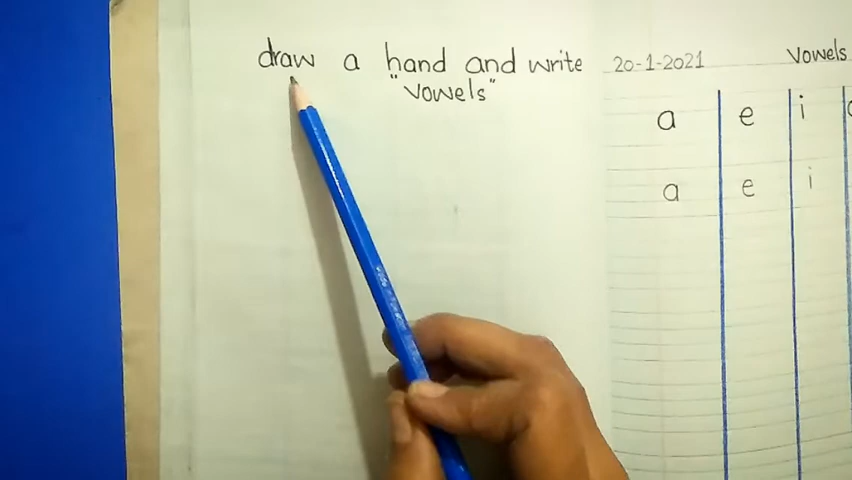 draw a hand and write
"vowels"
20-1-2021 Vowels
a e i
a e i